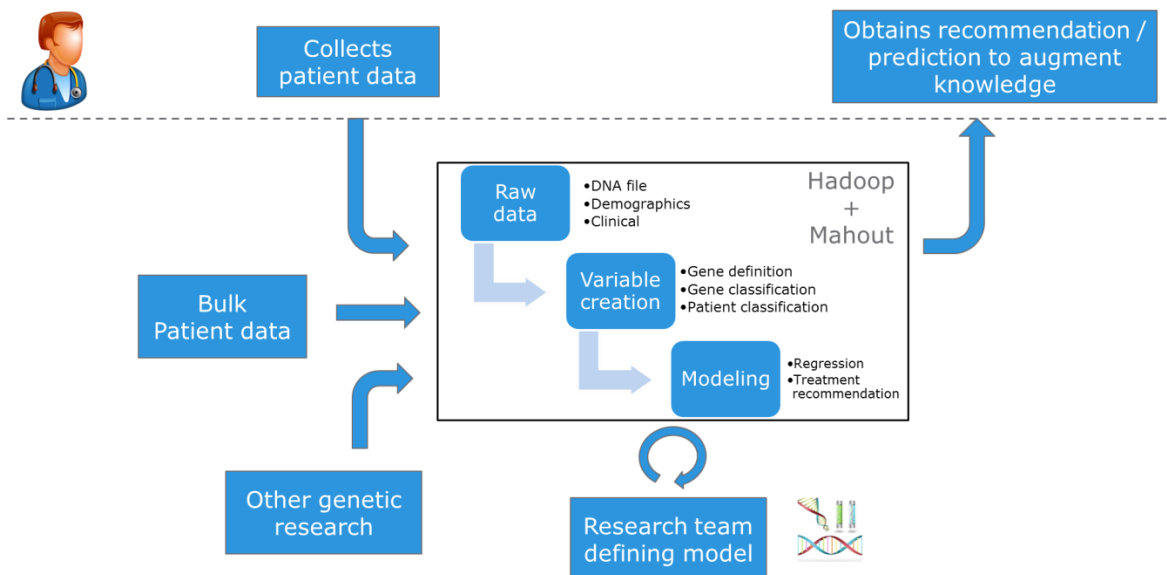 Collects
patient data
Obtains recommendation /
prediction to augment
knowledge
Raw
data
•DNA file
•Demographics
•Clinical
Hadoop
+
Mahout
Variable
creation
•Gene definition
•Gene classification
•Patient classification
Bulk
Patient data
Modeling
•Regression
•Treatment
recommendation
Other genetic
research
Research team
defining model